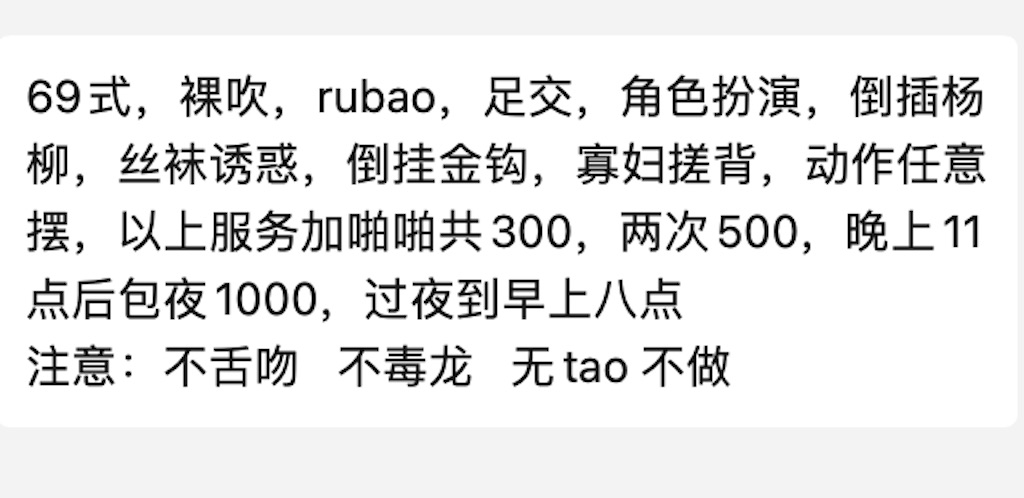 69式，裸吹，rubao，足交，角色扮演，倒插杨
柳，丝袜诱惑，倒挂金钩，寡妇搓背，动作任意
摆，以上服务加啪啪共300，两次500，晚上11
点后包夜1000，过夜到早上八点
注意：不舌吻 不毒龙 无tao 不做